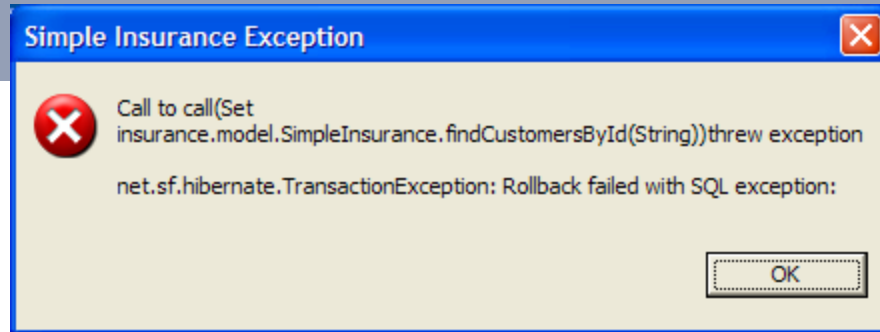 Simple Insurance Exception
Call to call(Set
insurance.model.SimpleInsurance.findCustomersById(String))threw exception
net.sf.hibernate.TransactionException: Rollback failed with SQL exception:
OK